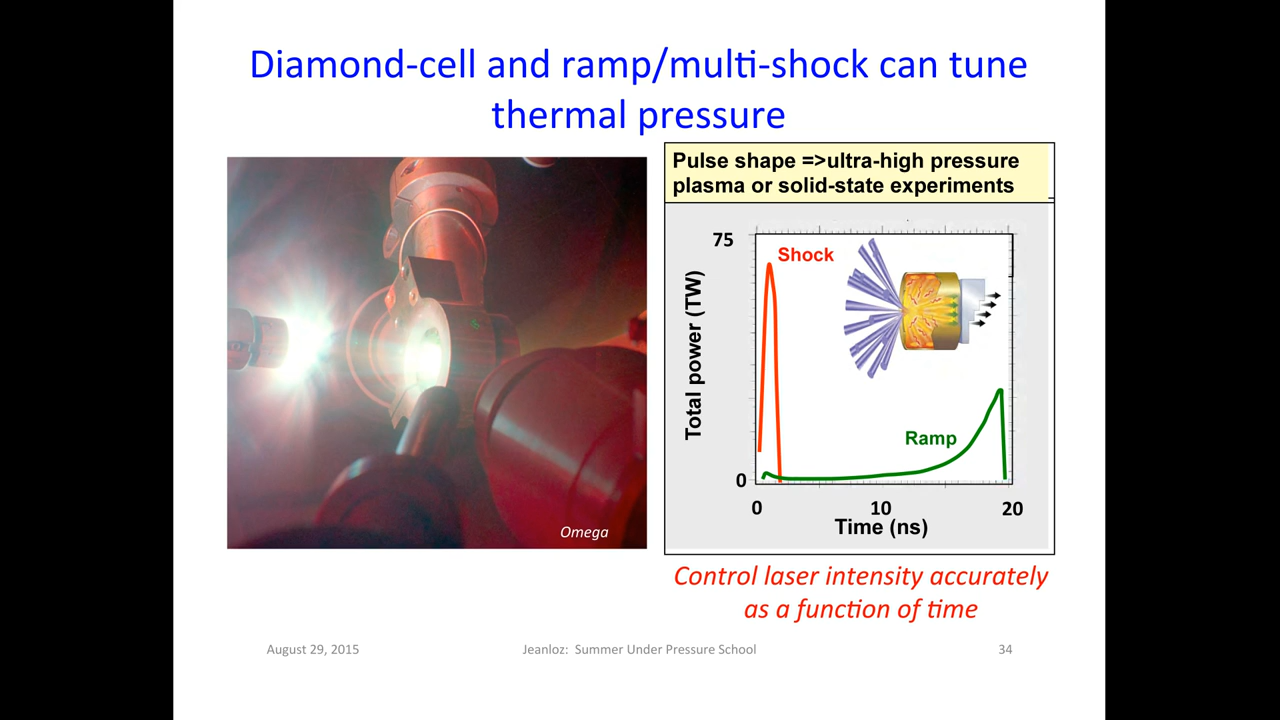 Diamond-cell and ramp/multi-shock can tune
thermal pressure
Pulse shape =>ultra-high pressure
plasma or solid-state experiments
Omega
75
Shock
Total power (TW)
Ramp
0
0 10 20
Time (ns)
Control laser intensity accurately
as a function of time
August 29, 2015 Jeanloz: Summer Under Pressure School 34